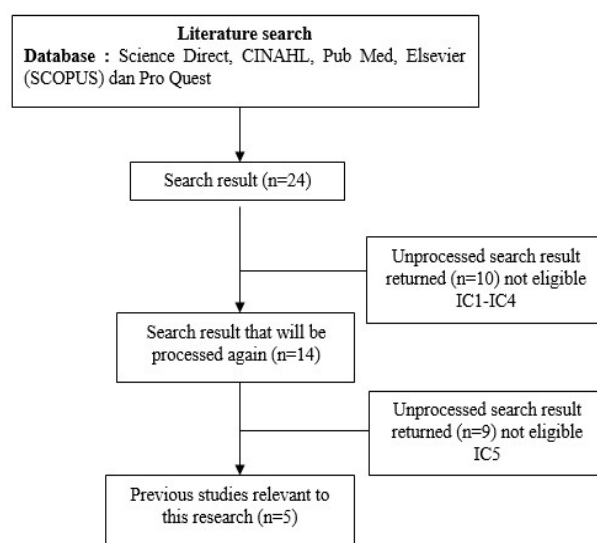 Literature search
Database : Science Direct, CINAHL, Pub Med, Elsevier
(SCOPUS) dan Pro Quest
Search result (n=24)
Unprocessed search result
returned (n=10) not eligible
IC1-IC4
Search result that will be
processed again (n=14)
Unprocessed search result
returned (n=9) not eligible
IC5
Previous studies relevant to
this research (n=5)